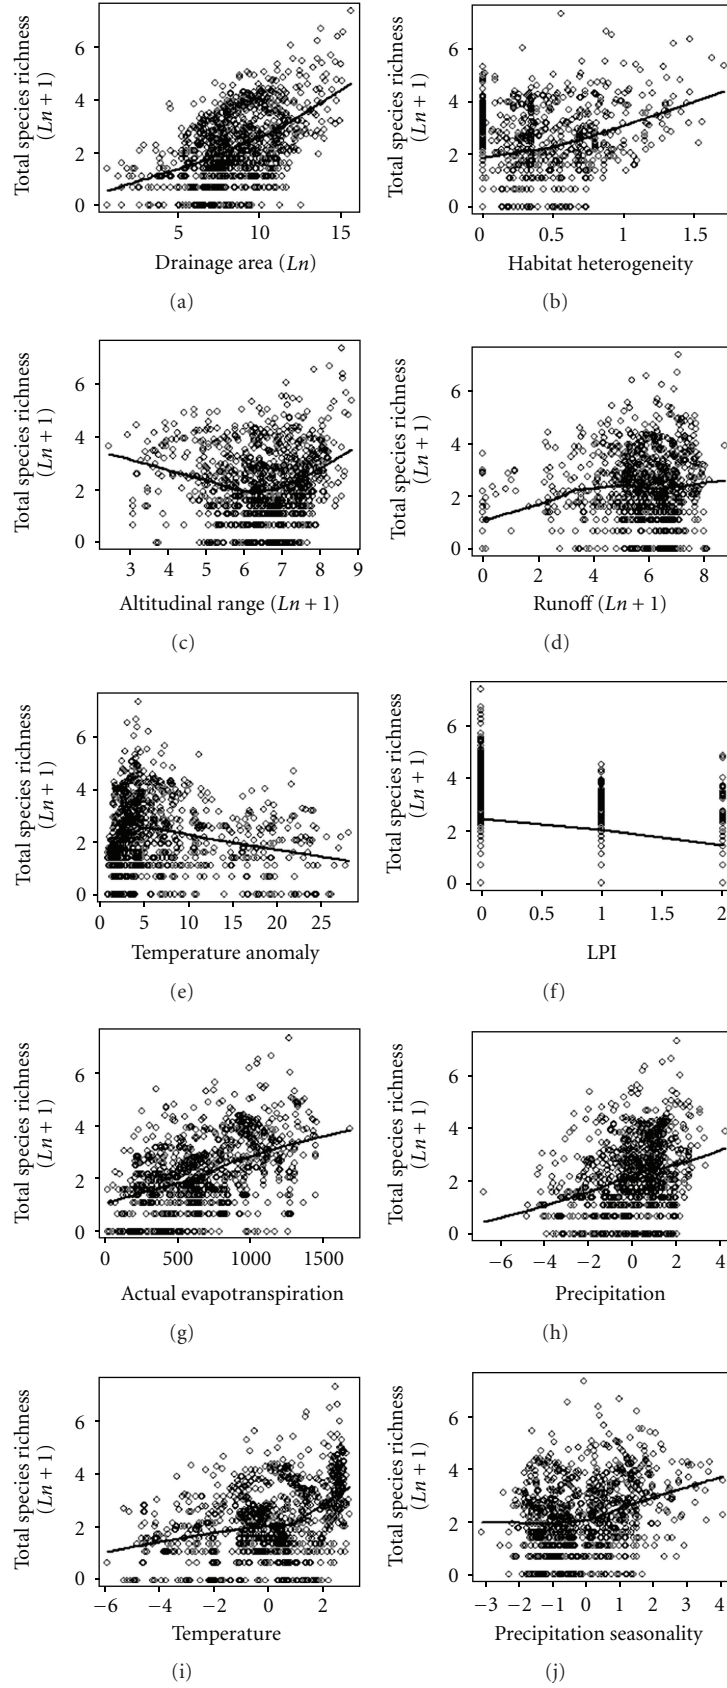 Total species richness
(Ln + 1)
6
4
2
0
5
10
15
Drainage area (Ln)
(a)
Total species richness
(Ln + 1)
6
4
2
0
0
0.5
1
1.5
Habitat heterogeneity
(b)
Total species richness
(Ln + 1)
6
4
2
0
3
4
5
6
7
8
9
Altitudinal range (Ln + 1)
(c)
Total species richness
(Ln + 1)
6
4
2
0
0
2
4
6
8
Runoff (Ln + 1)
(d)
Total species richness
(Ln + 1)
6
4
2
0
0
5
10
15
20
25
Temperature anomaly
(e)
Total species richness
(Ln + 1)
6
4
2
0
0
0.5
1
1.5
2
LPI
(f)
Total species richness
(Ln + 1)
6
4
2
0
0
500
1000
1500
Actual evapotranspiration
(g)
Total species richness
(Ln + 1)
6
4
2
0
−6
−4
−2
0
2
4
Precipitation
(h)
Total species richness
(Ln + 1)
6
4
2
0
−6
−4
−2
0
2
Temperature
(i)
Total species richness
(Ln + 1)
6
4
2
0
−3
−2
−1
0
1
2
3
4
Precipitation seasonality
(j)